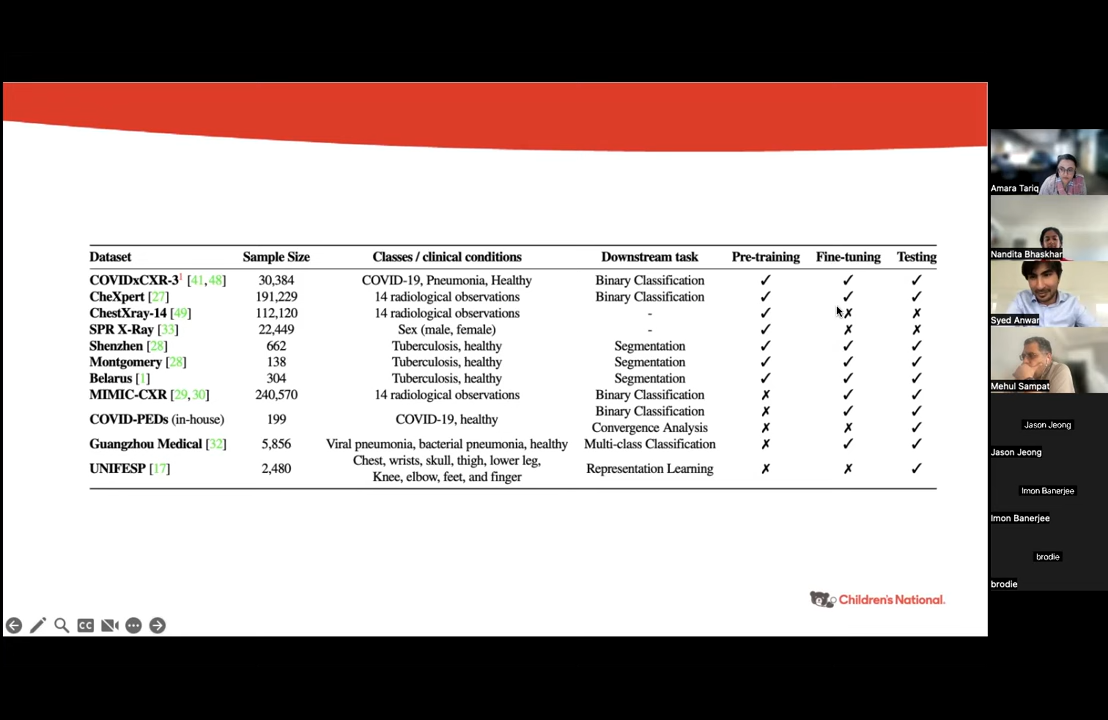 Dataset Sample Size Classes / clinical conditions Downstream task Pre-training Fine-tuning Testing
COVIDxCXR-3¹ [41, 48] 30,384 COVID-19, Pneumonia, Healthy Binary Classification ✓ ✓ ✓
CheXpert [27] 191,229 14 radiological observations Binary Classification ✓ ✓ ✓
ChestXray-14 [49] 112,120 14 radiological observations - ✓ ✗ ✗
SPR X-Ray [33] 22,449 Sex (male, female) - ✓ ✗ ✗
Shenzhen [28] 662 Tuberculosis, healthy Segmentation ✓ ✓ ✓
Montgomery [28] 138 Tuberculosis, healthy Segmentation ✓ ✓ ✓
Belarus [1] 304 Tuberculosis, healthy Segmentation ✓ ✓ ✓
MIMIC-CXR [29, 30] 240,570 14 radiological observations Binary Classification ✗ ✓ ✓
COVID-PEDs (in-house) 199 COVID-19, healthy Binary Classification ✗ ✓ ✓
Convergence Analysis ✗ ✗ ✓
Guangzhou Medical [32] 5,856 Viral pneumonia, bacterial pneumonia, healthy Multi-class Classification ✗ ✓ ✓
UNIFESP [17] 2,480 Chest, wrists, skull, thigh, lower leg, Representation Learning ✗ ✗ ✓
Knee, elbow, feet, and finger
Children's National.
CC
Amara Tariq
Nandita Bhaskhar
Syed Anwar
Mehul Sampat
Jason Jeong
Jason Jeong
Imon Banerjee
Imon Banerjee
brodie
brodie